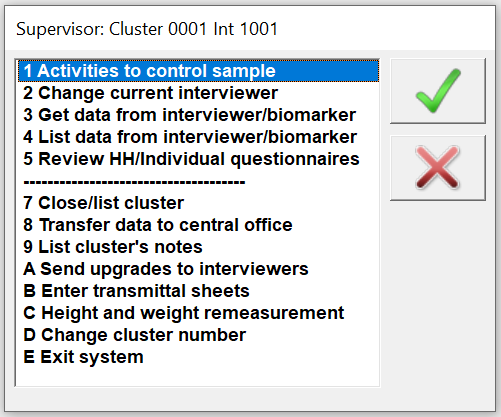 Supervisor: Cluster 0001 Int 1001
1 Activities to control sample
2 Change current interviewer
3 Get data from interviewer/biomarker
4 List data from interviewer/biomarker
5 Review HH/Individual questionnaires
-------------------------------------
7 Close/list cluster
8 Transfer data to central office
9 List cluster's notes
A Send upgrades to interviewers
B Enter transmittal sheets
C Height and weight remeasurement
D Change cluster number
E Exit system